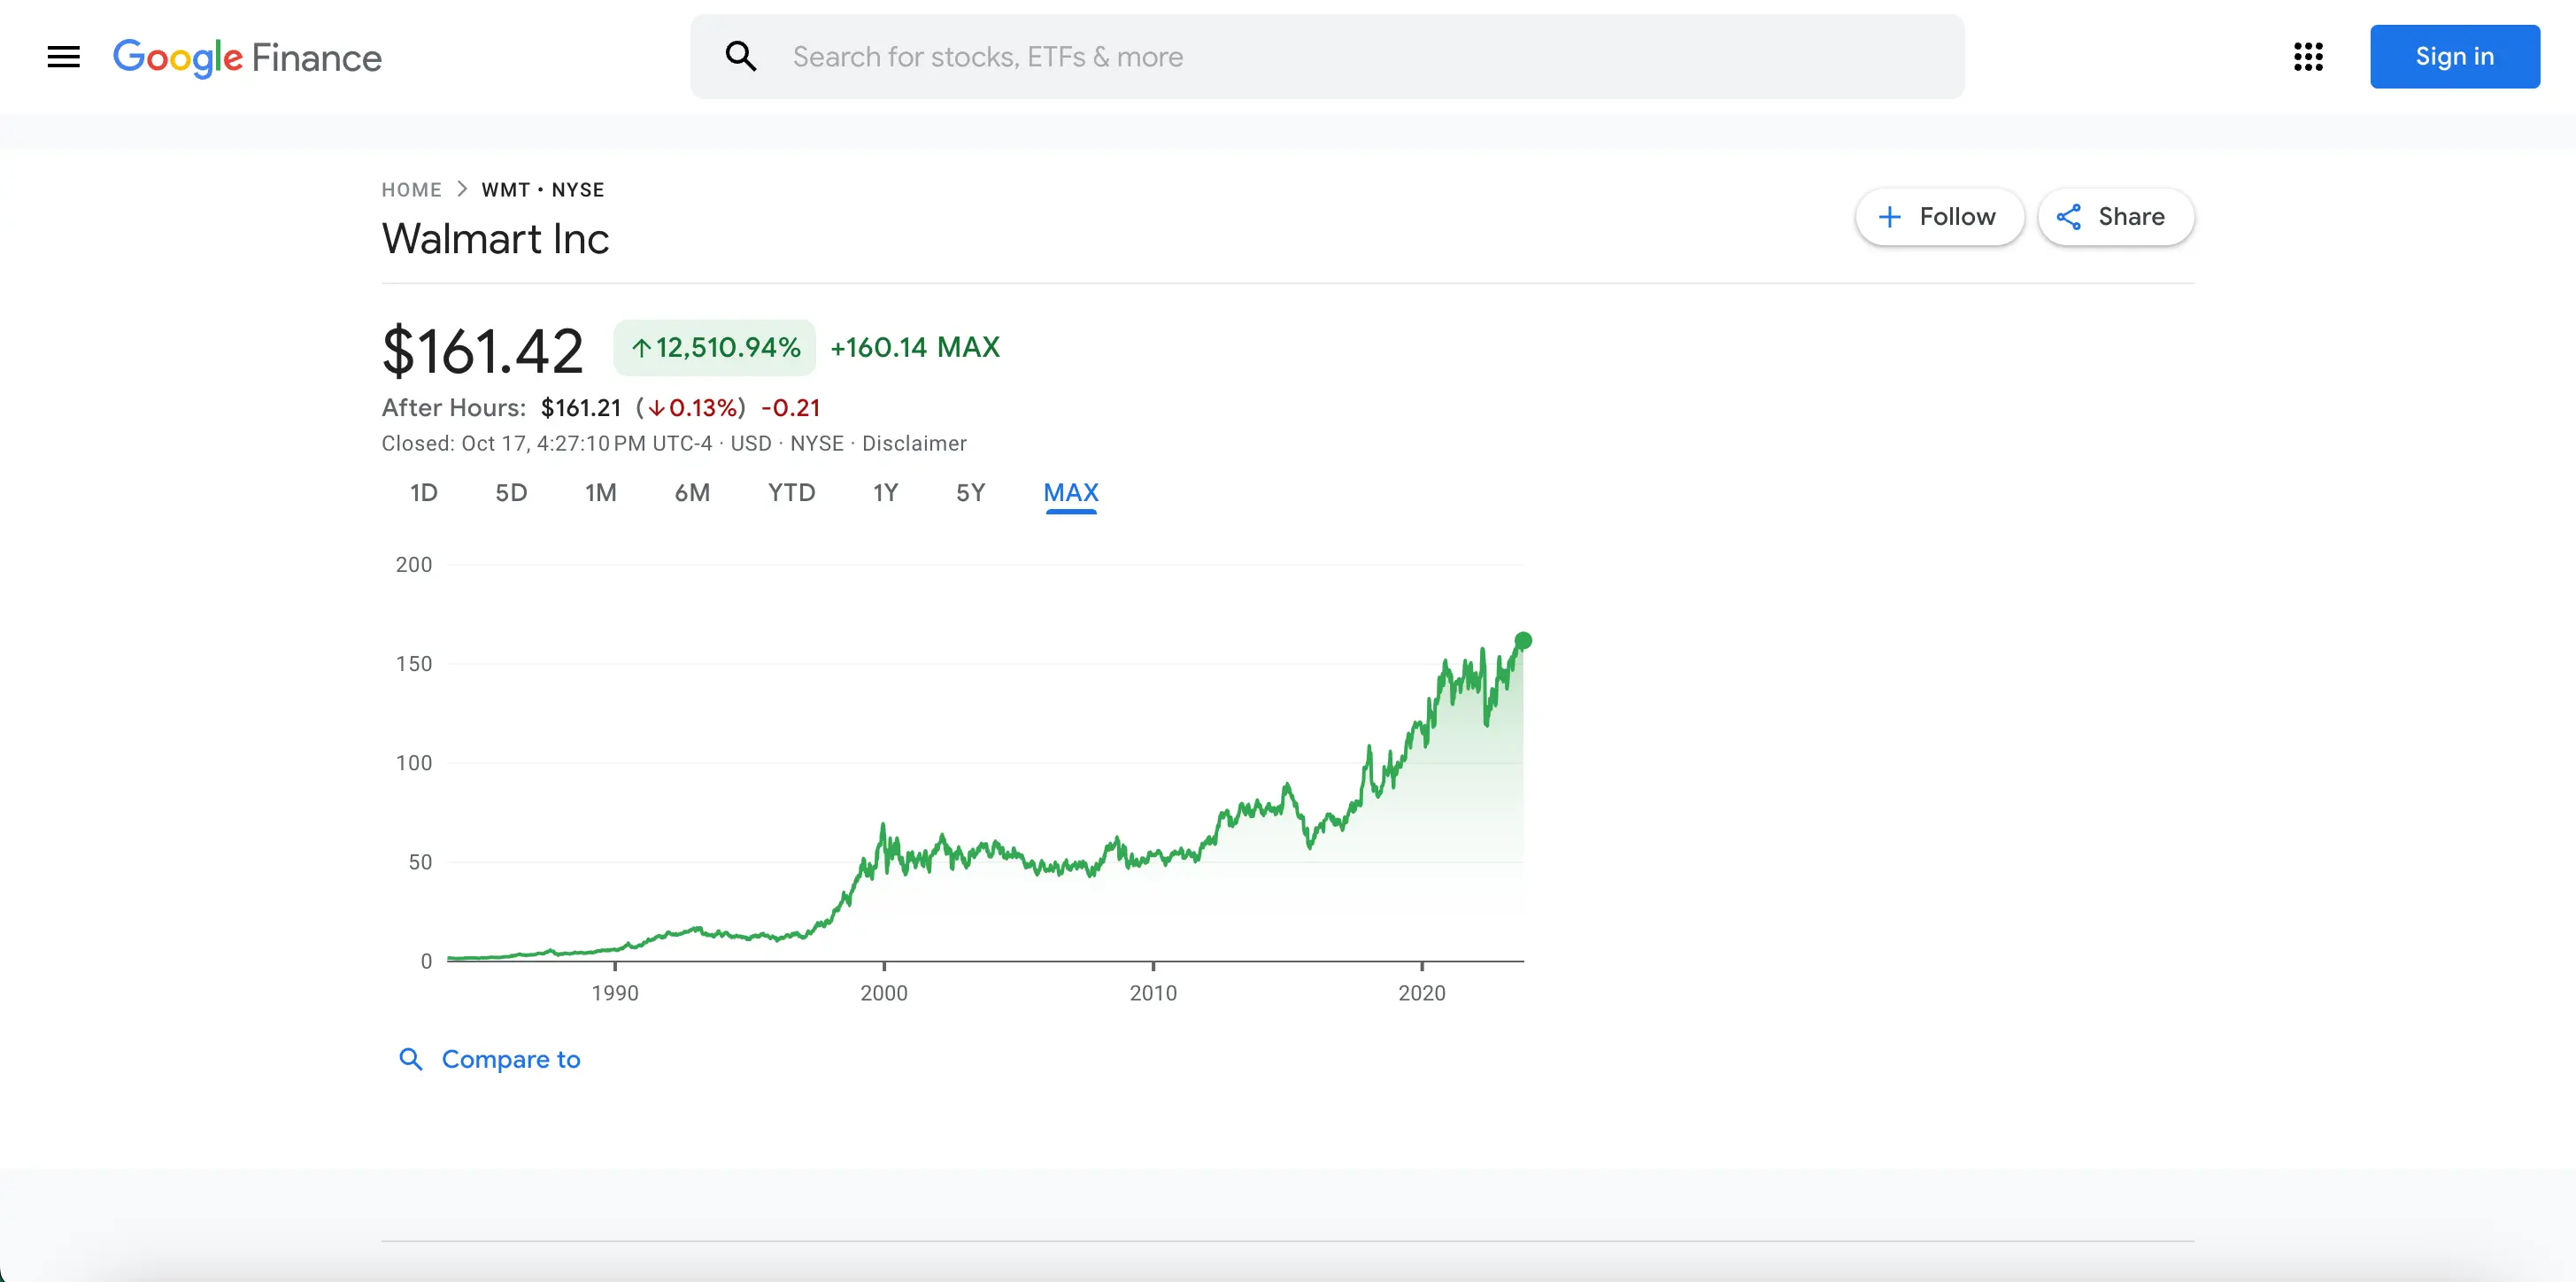 Google Finance
Search for stocks, ETFs & more
Sign in
HOME > WMT • NYSE
Walmart Inc
Follow
Share
$161.42 ↑12,510.94% +160.14 MAX
After Hours: $161.21 (↓0.13%) -0.21
Closed: Oct 17, 4:27:10 PM UTC-4 · USD · NYSE · Disclaimer
1D 5D 1M 6M YTD 1Y 5Y MAX
200
150
100
50
0
1990 2000 2010 2020
Compare to